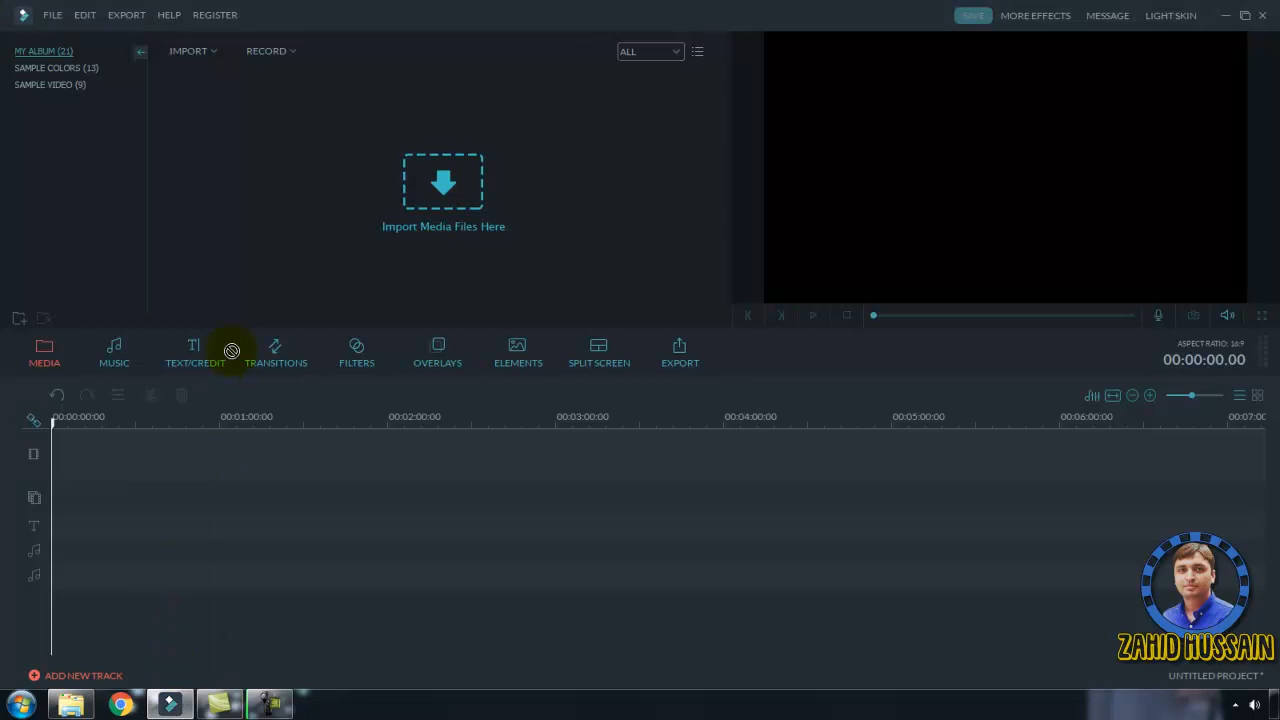 FILE EDIT EXPORT HELP REGISTER SAVE MORE EFFECTS MESSAGE LIGHT SKIN
MY ALBUM (21) IMPORT RECORD ALL
SAMPLE COLORS (13)
SAMPLE VIDEO (9)
Import Media Files Here
MEDIA MUSIC TEXT/CREDIT TRANSITIONS FILTERS OVERLAYS ELEMENTS SPLIT SCREEN EXPORT
ASPECT RATIO: 16:9
00:00:00.00
00:00:00:00 00:01:00:00 00:02:00:00 00:03:00:00 00:04:00:00 00:05:00:00 00:06:00:00 00:07:0
ZAHID HUSSAIN
ADD NEW TRACK UNTITLED PROJECT *